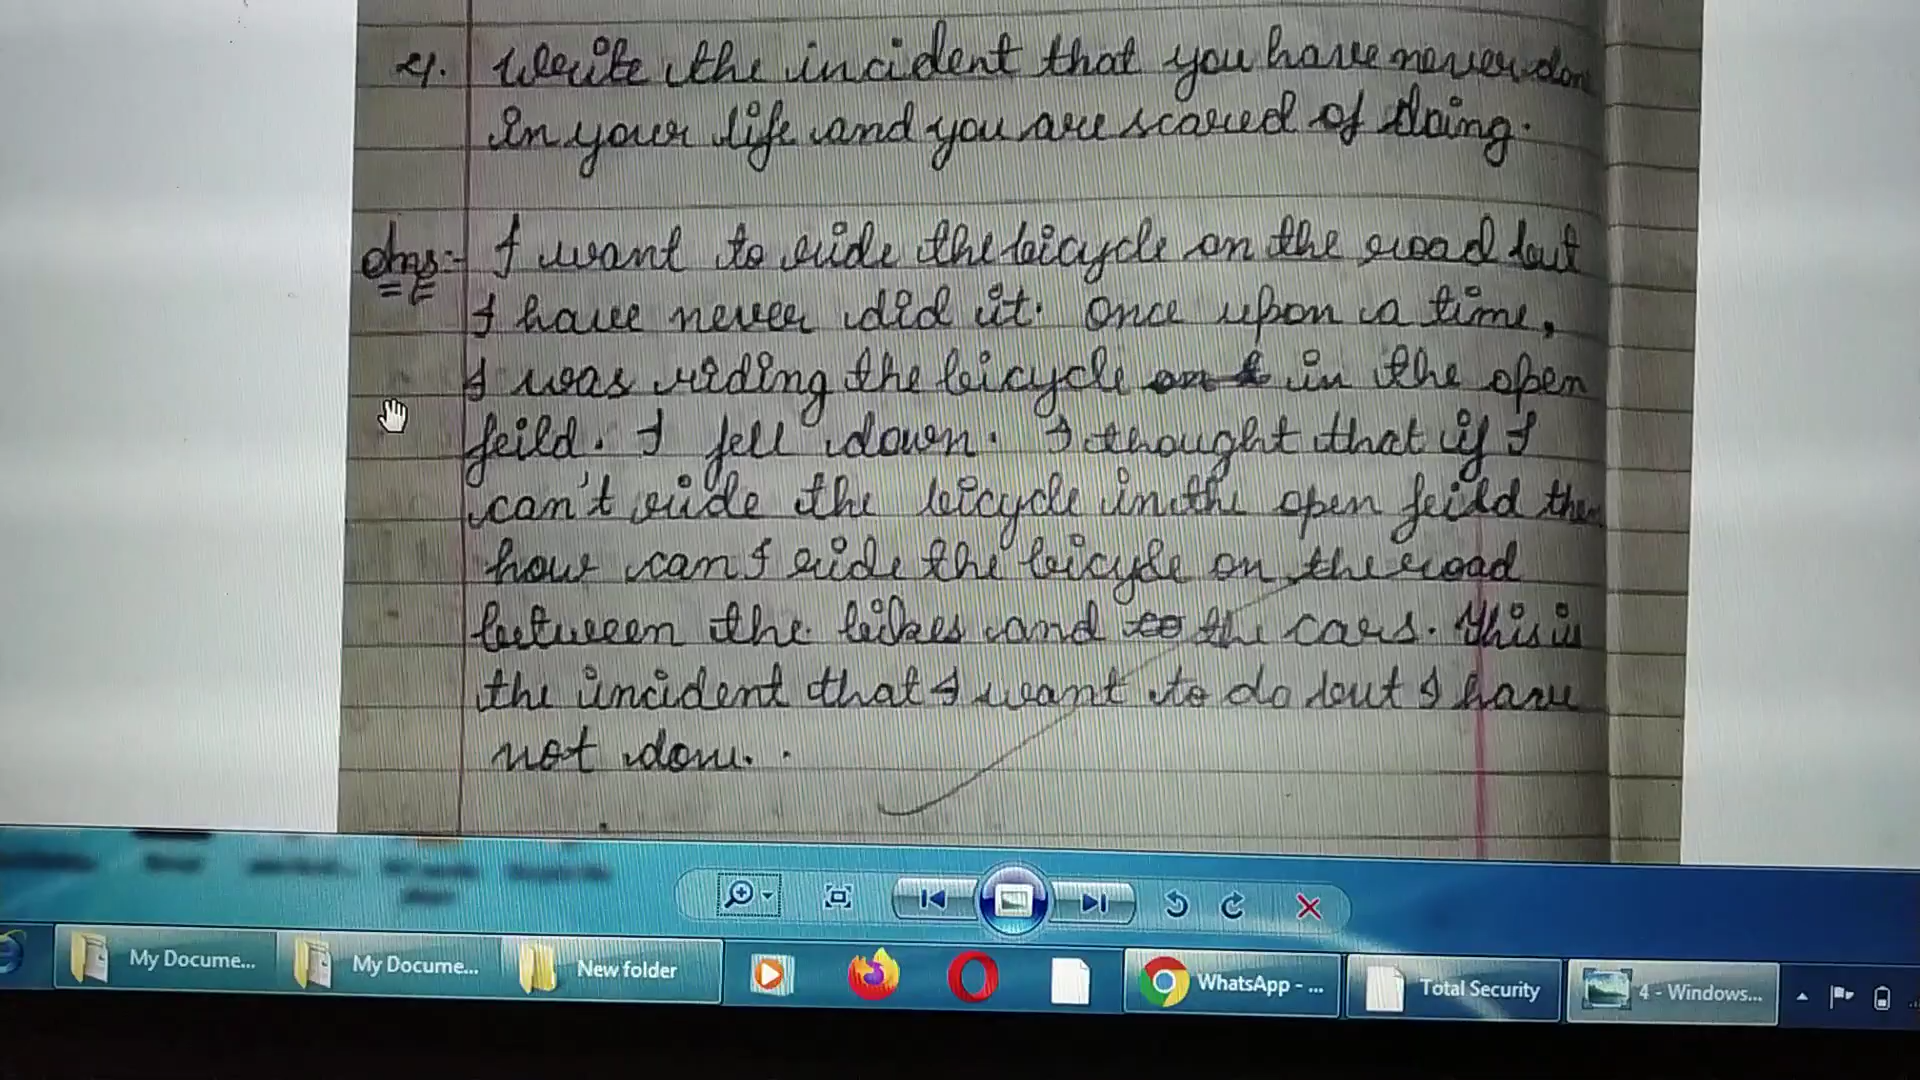 4. Write the incident that you have never don
in your life and you are scared of doing.
Ans:- I want to ride the bicycle on the road but
I have never did it. Once upon a time,
I was riding the bicycle in the open
feild. I fell down. I thought that if I
can't ride the bicycle in the open feild the
how can I ride the bicycle on the road
between the bikes and the cars. This is
the incident that I want to do but I have
not done.
My Docume... My Docume... New folder WhatsApp - ... Total Security 4 - Windows...